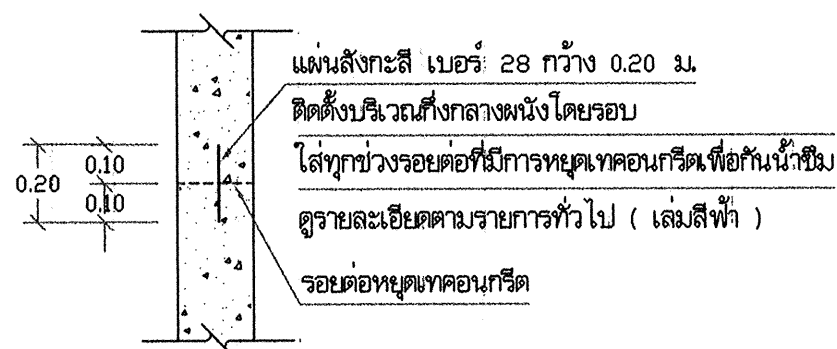 แผ่นสังกะสี เบอร์ 28 กว้าง 0.20 ม.
ติดตั้งบริเวณกึ่งกลางผนังโดยรอบ
ใส่ทุกช่วงรอยต่อที่มีการหยุดเทคอนกรีตเพื่อกันน้ำซึม
ดูรายละเอียดตามรายการทั่วไป ( เล่มสีฟ้า )
รอยต่อหยุดเทคอนกรีต
0.10
0.20
0.10